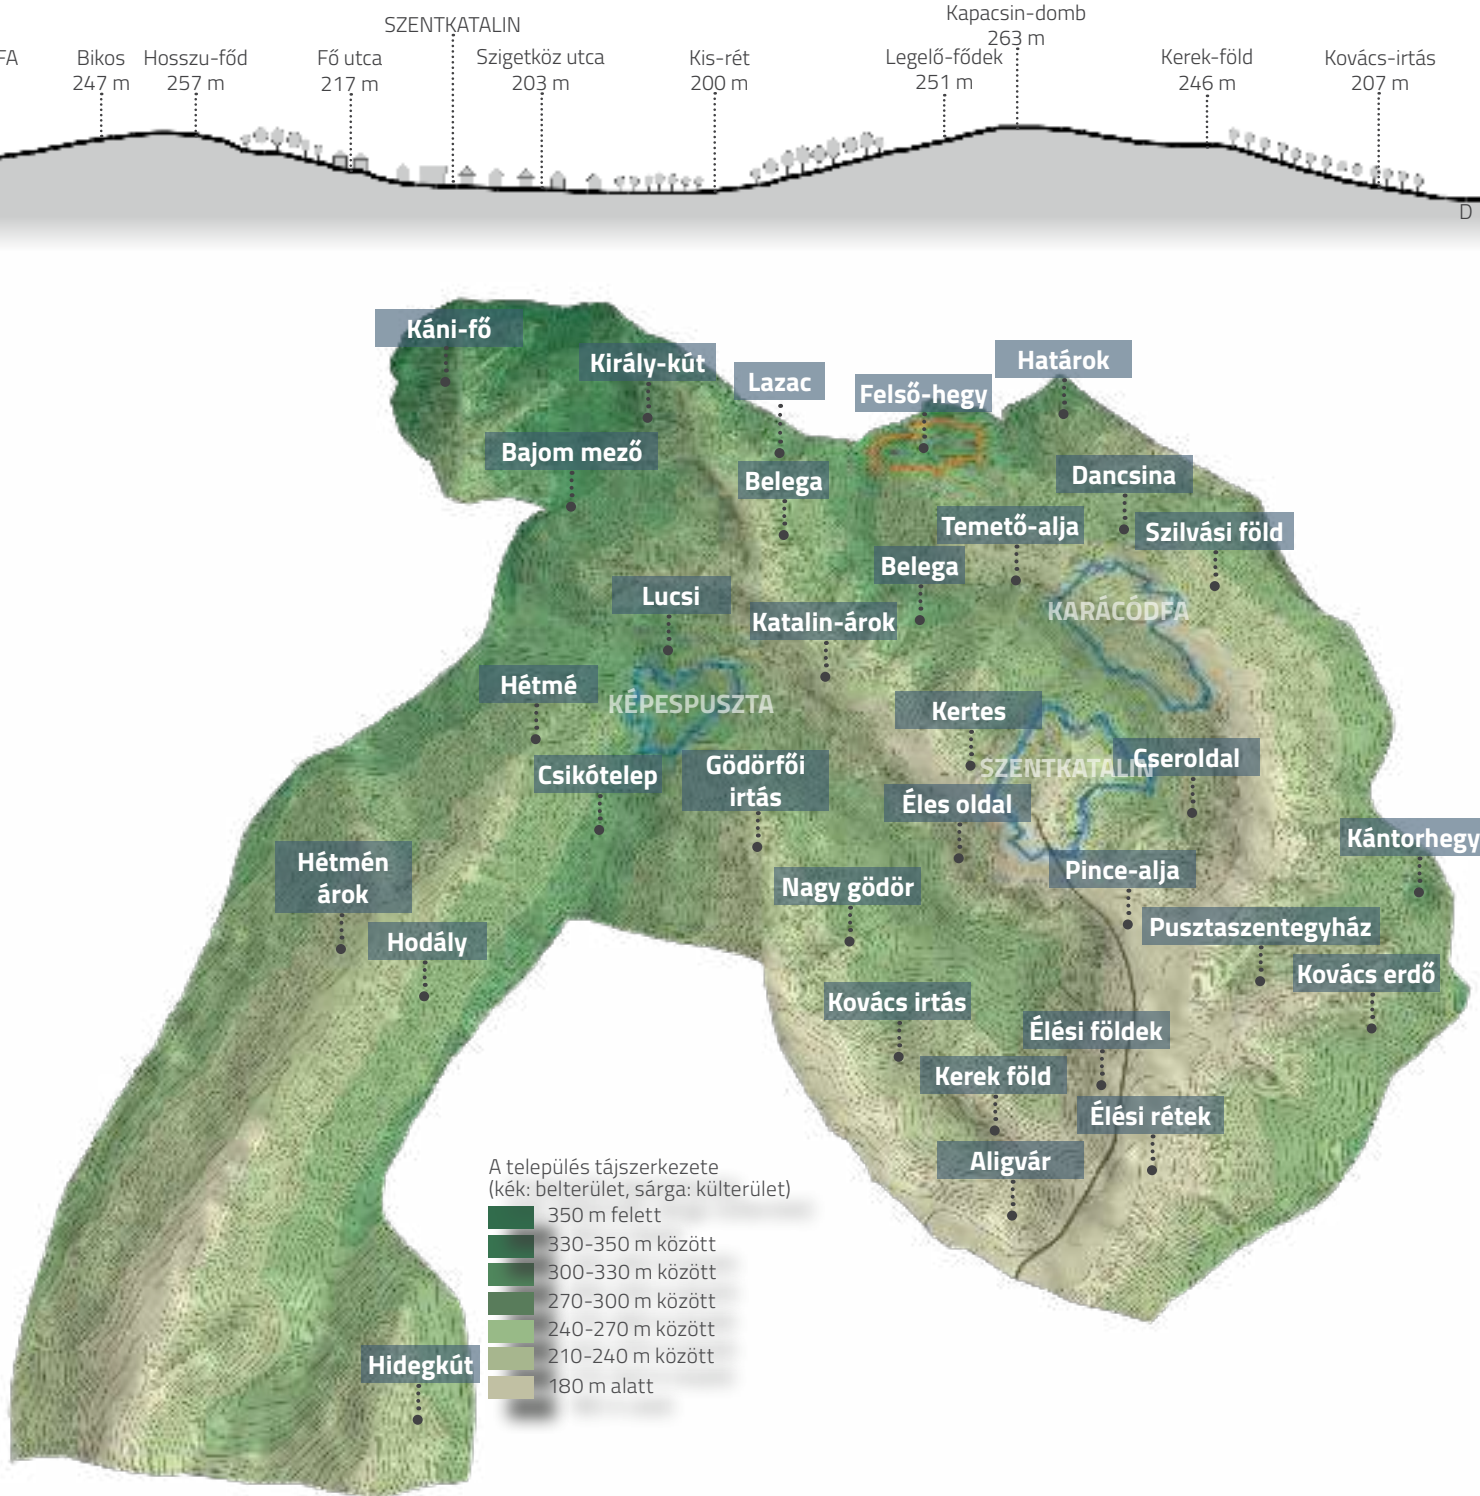 SZENTKATALIN
Kapacsin-domb
263 m
FA
Bikos
247 m
Hosszu-főd
257 m
Fő utca
217 m
Szigetköz utca
203 m
Kis-rét
200 m
Legelő-fődek
251 m
Kerek-föld
246 m
Kovács-irtás
207 m
D
Káni-fő
Király-kút
Lazac
Felső-hegy
Határok
Bajom mező
Belega
Dancsina
Temető-alja
Szilvási föld
Belega
Lucsi
Katalin-árok
KARÁCODFA
Hétmé
KÉPESPUSZTA
Kertes
SZENTKATALIN
Cseroldal
Csikótelep
Gödörfői
irtás
Éles oldal
Kántorhegy
Hétmén
árok
Pince-alja
Nagy gödör
Pusztaszentegyház
Hodály
Kovács erdő
Kovács irtás
Élési földek
Kerek föld
Élési rétek
Aligvár
A település tájszerkezete
(kék: belterület, sárga: külterület)
350 m felett
330-350 m között
300-330 m között
270-300 m között
240-270 m között
210-240 m között
180 m alatt
Hidegkút